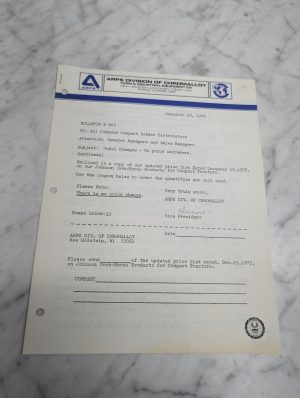 ARPS
ARPS DIVISION OF CHROMALLOY
December 22, 1975
BULLETIN #
TO: All Johnson Compact Loader Distributors
Attention: General Managers and Sales Managers
Subject: Model Changes - No price increases.
Gentlemen:
Enclosed is a copy of our updated price list Dated December 15,1975,
on our Johnson Work-Horse Products for Compact Tractors.
Use the coupon below to order the quantities you will need.
Please Note: Very Truly yours,
There is no price change. ARPS DIV. OF CHROMALLOY
Vice President
ARPS DIV. OF CHROMALLOY Date
New Holstein, WI 53061
Please send of the updated price list dated, Dec.15,1975,
on Johnson Work-Horse Products for Compact Tractors.
COMPANY